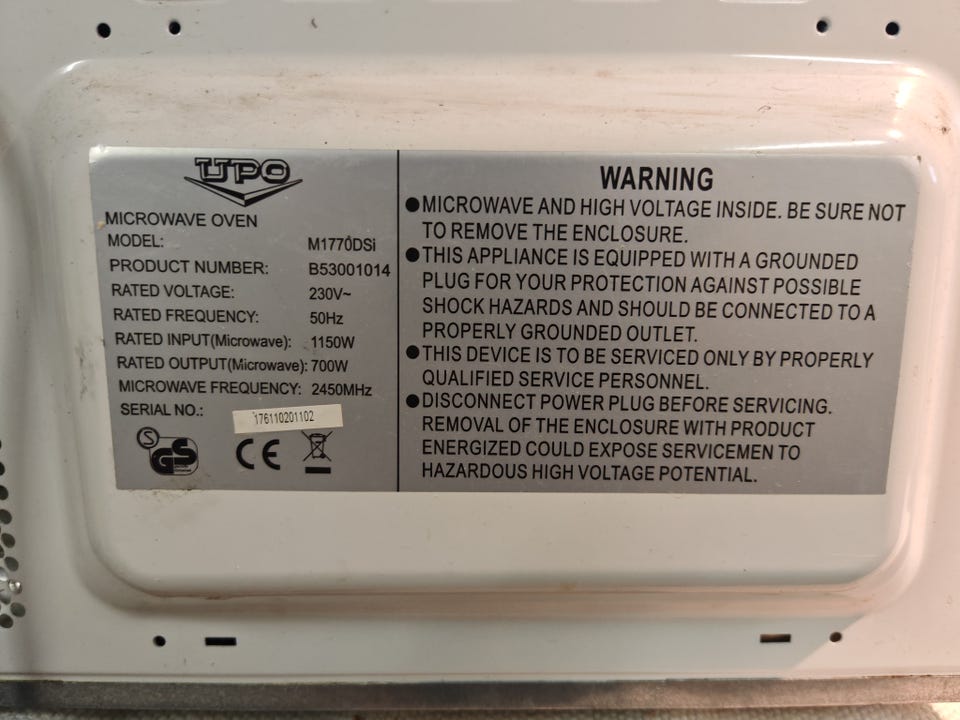 UPO
MICROWAVE OVEN
MODEL: M1770DSi
PRODUCT NUMBER: B53001014
RATED VOLTAGE: 230V~
RATED FREQUENCY: 50Hz
RATED INPUT(Microwave): 1150W
RATED OUTPUT(Microwave): 700W
MICROWAVE FREQUENCY: 2450MHz
SERIAL NO.: 176110201102
S GS CE
WARNING
●MICROWAVE AND HIGH VOLTAGE INSIDE. BE SURE NOT
TO REMOVE THE ENCLOSURE.
●THIS APPLIANCE IS EQUIPPED WITH A GROUNDED
PLUG FOR YOUR PROTECTION AGAINST POSSIBLE
SHOCK HAZARDS AND SHOULD BE CONNECTED TO A
PROPERLY GROUNDED OUTLET.
●THIS DEVICE IS TO BE SERVICED ONLY BY PROPERLY
QUALIFIED SERVICE PERSONNEL.
●DISCONNECT POWER PLUG BEFORE SERVICING.
REMOVAL OF THE ENCLOSURE WITH PRODUCT
ENERGIZED COULD EXPOSE SERVICEMEN TO
HAZARDOUS HIGH VOLTAGE POTENTIAL.